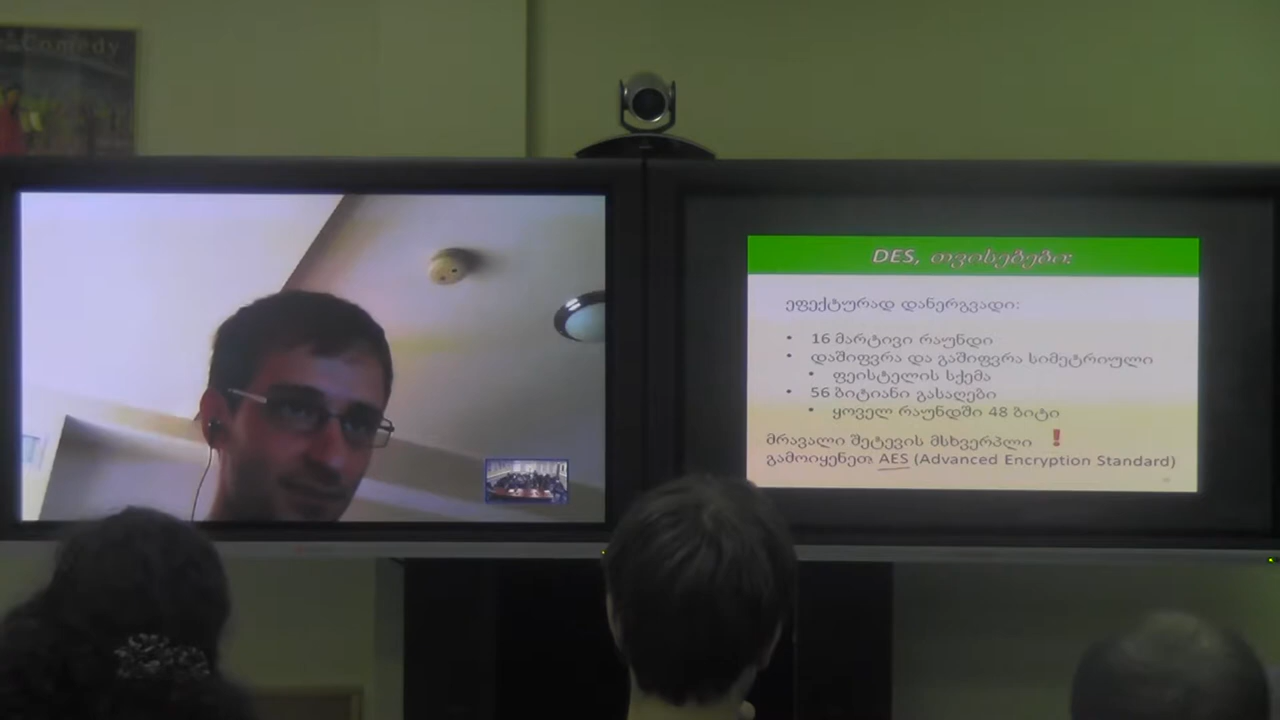 Comedy
DES, თვისებები:
ეფექტურად დანერგვადი:
• 16 მარტივი რაუნდი
• დაშიფვრა და გაშიფვრა სიმეტრიული
• ფეისტელის სქემა
• 56 ბიტიანი გასაღები
• ყოველ რაუნდში 48 ბიტი
მრავალი შეტევის მსხვერპლი !
გამოიყენეთ AES (Advanced Encryption Standard)